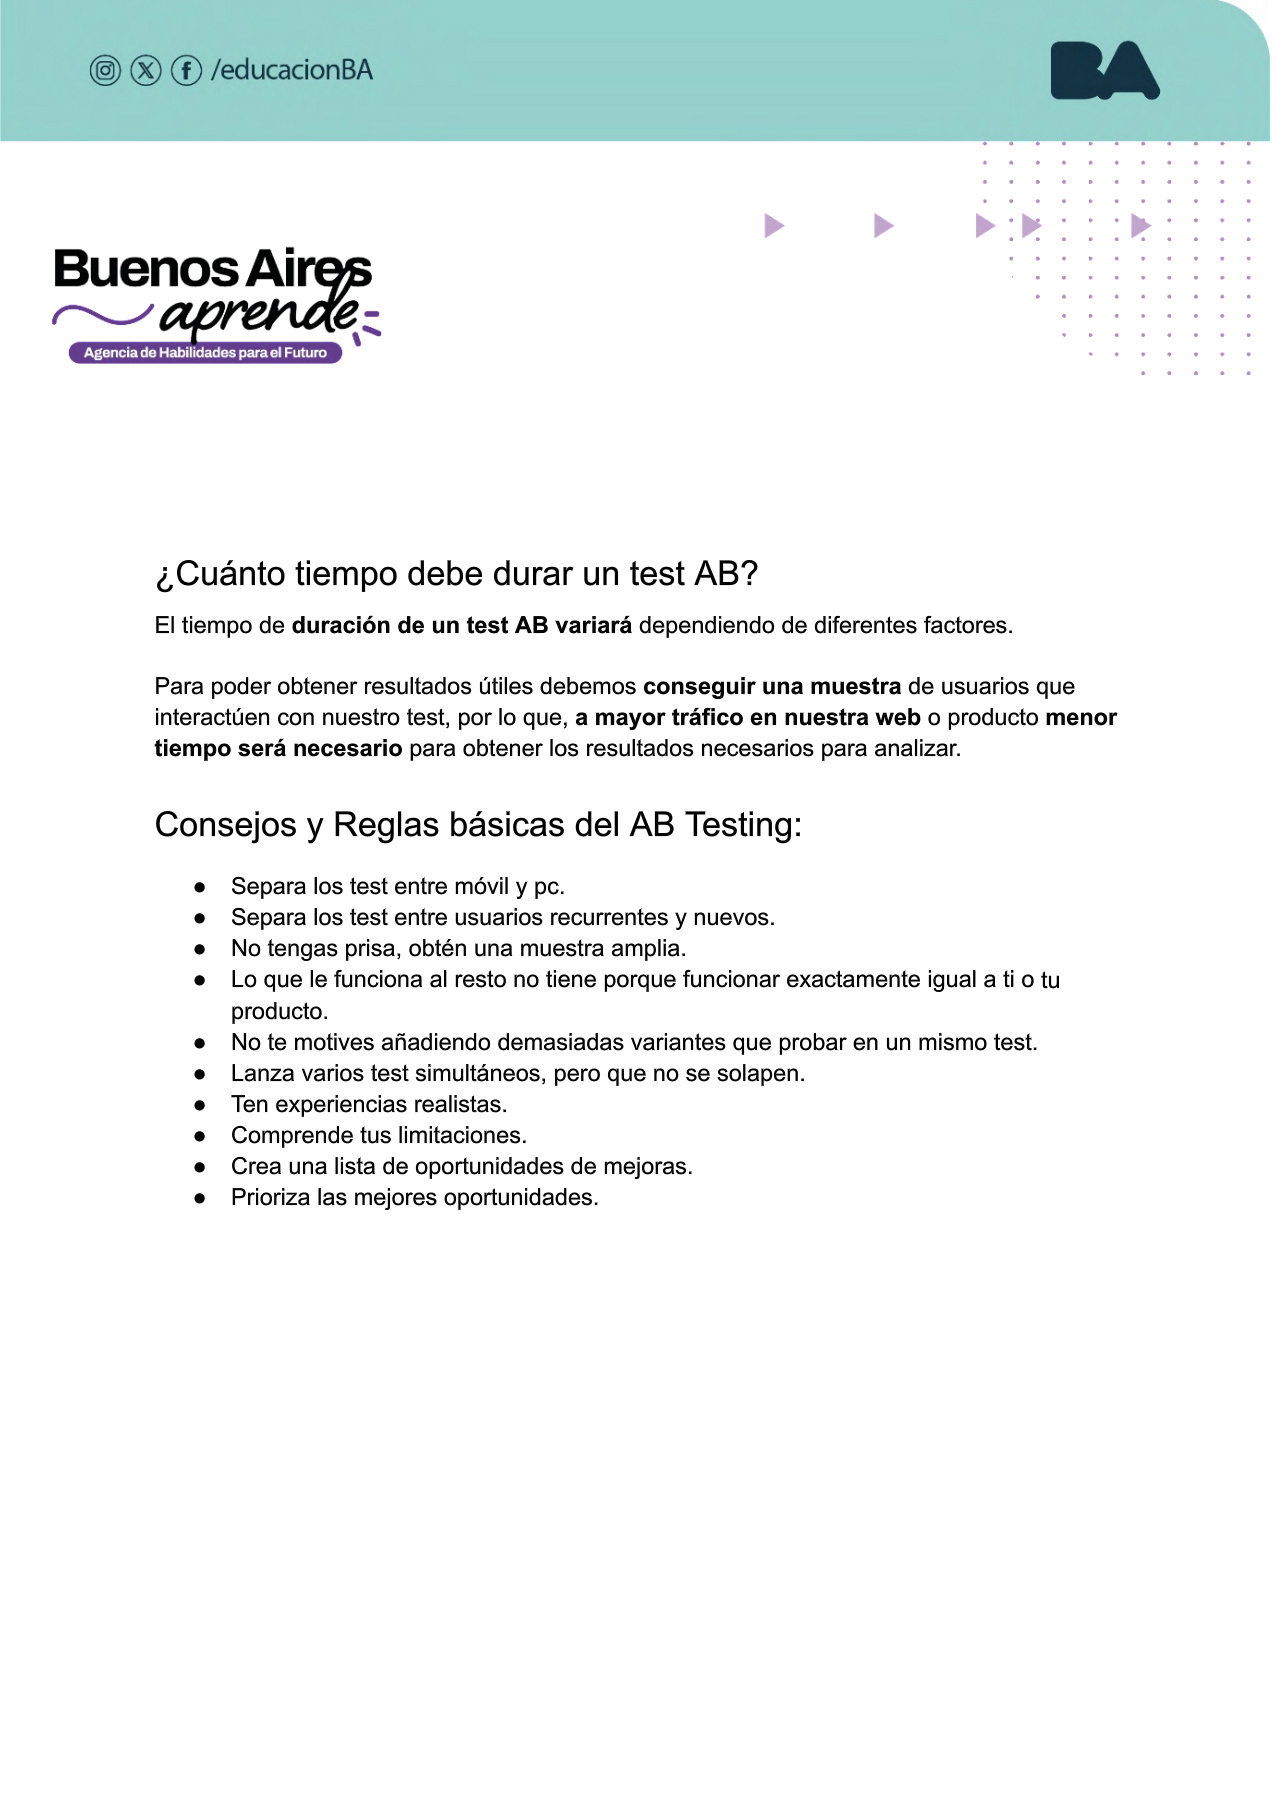 /educacionBA
BA
Buenos Aires
aprende
Agencia de Habilidades para el Futuro
¿Cuánto tiempo debe durar un test AB?
El tiempo de duración de un test AB variará dependiendo de diferentes factores.
Para poder obtener resultados útiles debemos conseguir una muestra de usuarios que
interactúen con nuestro test, por lo que, a mayor tráfico en nuestra web o producto menor
tiempo será necesario para obtener los resultados necesarios para analizar.
Consejos y Reglas básicas del AB Testing:
● Separa los test entre móvil y pc.
● Separa los test entre usuarios recurrentes y nuevos.
● No tengas prisa, obtén una muestra amplia.
● Lo que le funciona al resto no tiene porque funcionar exactamente igual a ti o tu
producto.
● No te motives añadiendo demasiadas variantes que probar en un mismo test.
● Lanza varios test simultáneos, pero que no se solapen.
● Ten experiencias realistas.
● Comprende tus limitaciones.
● Crea una lista de oportunidades de mejoras.
● Prioriza las mejores oportunidades.